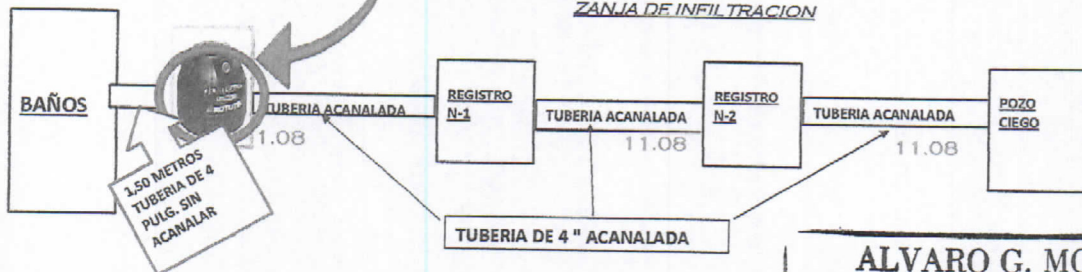 ZANJA DE INFILTRACION
BAÑOS
TUBERIA ACANALADA
1.08
REGISTRO
N-1
TUBERIA ACANALADA
11.08
REGISTRO
N-2
TUBERIA ACANALADA
11.08
POZO
CIEGO
1,50 METROS
TUBERIA DE 4
PULG. SIN
ACANALAR
TUBERIA DE 4 " ACANALADA
ALVARO G. MO